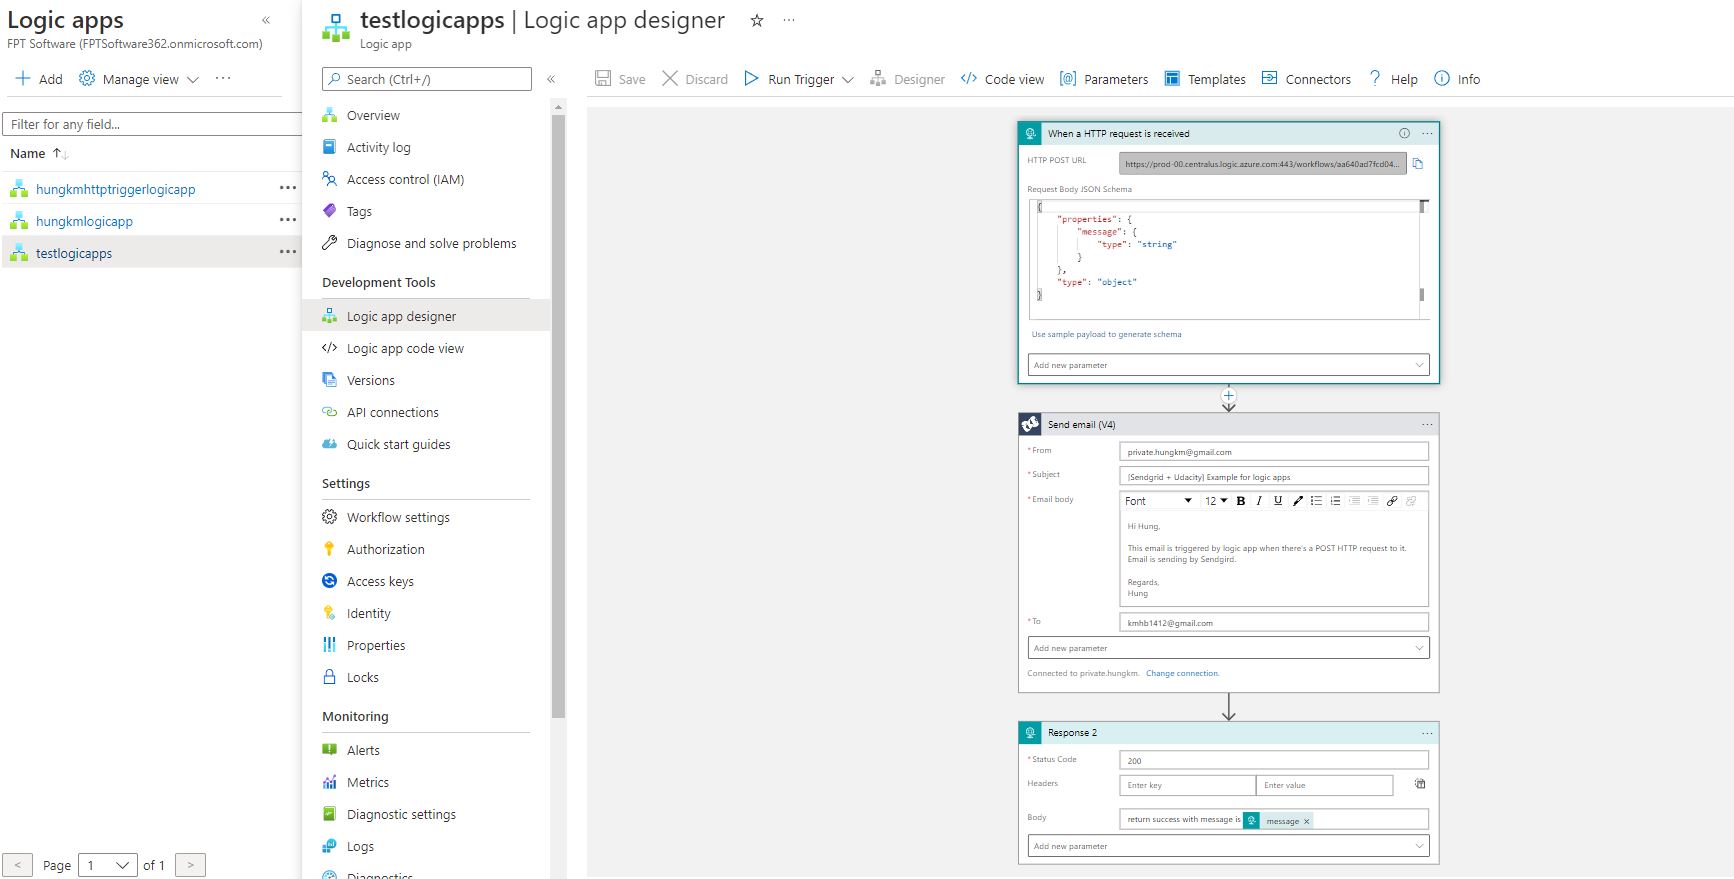 Logic apps
FPT Software (FPTSoftware362.onmicrosoft.com)
Add Manage view
Filter for any field...
Name
hungkmhttptriggerlogicapp
hungkmlogicapp
testlogicapps
< Page 1 of 1 >
testlogicapps | Logic app designer
Logic app
Search (Ctrl+/)
Overview
Activity log
Access control (IAM)
Tags
Diagnose and solve problems
Development Tools
Logic app designer
Logic app code view
Versions
API connections
Quick start guides
Settings
Workflow settings
Authorization
Access keys
Identity
Properties
Locks
Monitoring
Alerts
Metrics
Diagnostic settings
Logs
Diagnostics
Save Discard Run Trigger Designer Code view Parameters Templates Connectors Help Info
When a HTTP request is received
HTTP POST URL https://prod-00.centralus.logic.azure.com:443/workflows/aa640ad7fcd04...
Request Body JSON Schema
{
"properties": {
"message": {
"type": "string"
}
},
"type": "object"
}
Use sample payload to generate schema
Add new parameter
Send email (V4)
* From private.hungkm@gmail.com
* Subject [Sendgrid + Udacity] Example for logic apps
* Email body Font 12 B I U
Hi Hung,
This email is triggered by logic app when there's a POST HTTP request to it.
Email is sending by Sendgird.
Regards,
Hung
* To kmhb1412@gmail.com
Add new parameter
Connected to private.hungkm. Change connection.
Response 2
* Status Code 200
Headers Enter key Enter value
Body return success with message is message ×
Add new parameter